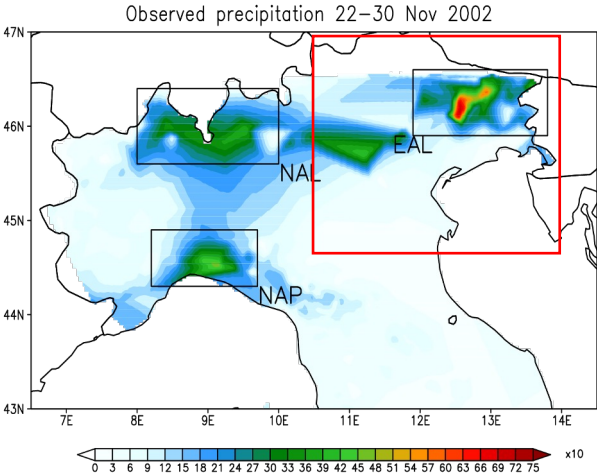 Observed precipitation 22-30 Nov 2002
47N
46N
EAL
NAL
45N
NAP
44N
43N
7E 8E 9E 10E 11E 12E 13E 14E
0 3 6 9 12 15 18 21 24 27 30 33 36 39 42 45 48 51 54 57 60 63 66 69 72 75 x10